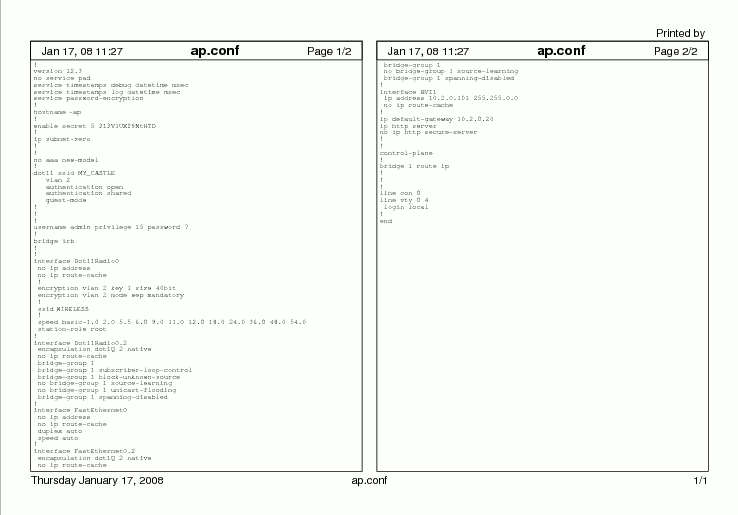 Printed by
Jan 17, 08 11:27 ap.conf Page 1/2
!
version 12.3
no service pad
service timestamps debug datetime msec
service timestamps log datetime msec
service password-encryption
!
hostname -ap
!
enable secret 5
!
ip subnet-zero
!
!
no aaa new-model
!
dot11 ssid MY_CASTLE
vlan 2
authentication open
authentication shared
guest-mode
!
!
!
username admin privilege 15 password 7
!
bridge irb
!
!
interface Dot11Radio0
no ip address
no ip route-cache
!
encryption vlan 2 key 1 size 40bit
encryption vlan 2 mode wep mandatory
!
ssid WIRELESS
!
speed basic-1.0 2.0 5.5 6.0 9.0 11.0 12.0 18.0 24.0 36.0 48.0 54.0
station-role root
!
interface Dot11Radio0.2
encapsulation dot1Q 2 native
no ip route-cache
bridge-group 1
bridge-group 1 subscriber-loop-control
bridge-group 1 block-unknown-source
no bridge-group 1 source-learning
no bridge-group 1 unicast-flooding
bridge-group 1 spanning-disabled
!
interface FastEthernet0
no ip address
no ip route-cache
duplex auto
speed auto
!
interface FastEthernet0.2
encapsulation dot1Q 2 native
no ip route-cache
Jan 17, 08 11:27 ap.conf Page 2/2
bridge-group 1
no bridge-group 1 source-learning
bridge-group 1 spanning-disabled
!
interface BVI1
ip address 10.2.0.101 255.255.0.0
no ip route-cache
!
ip default-gateway 10.2.0.20
ip http server
no ip http secure-server
!
!
control-plane
!
bridge 1 route ip
!
!
!
line con 0
line vty 0 4
login local
!
end
Thursday January 17, 2008 ap.conf 1/1